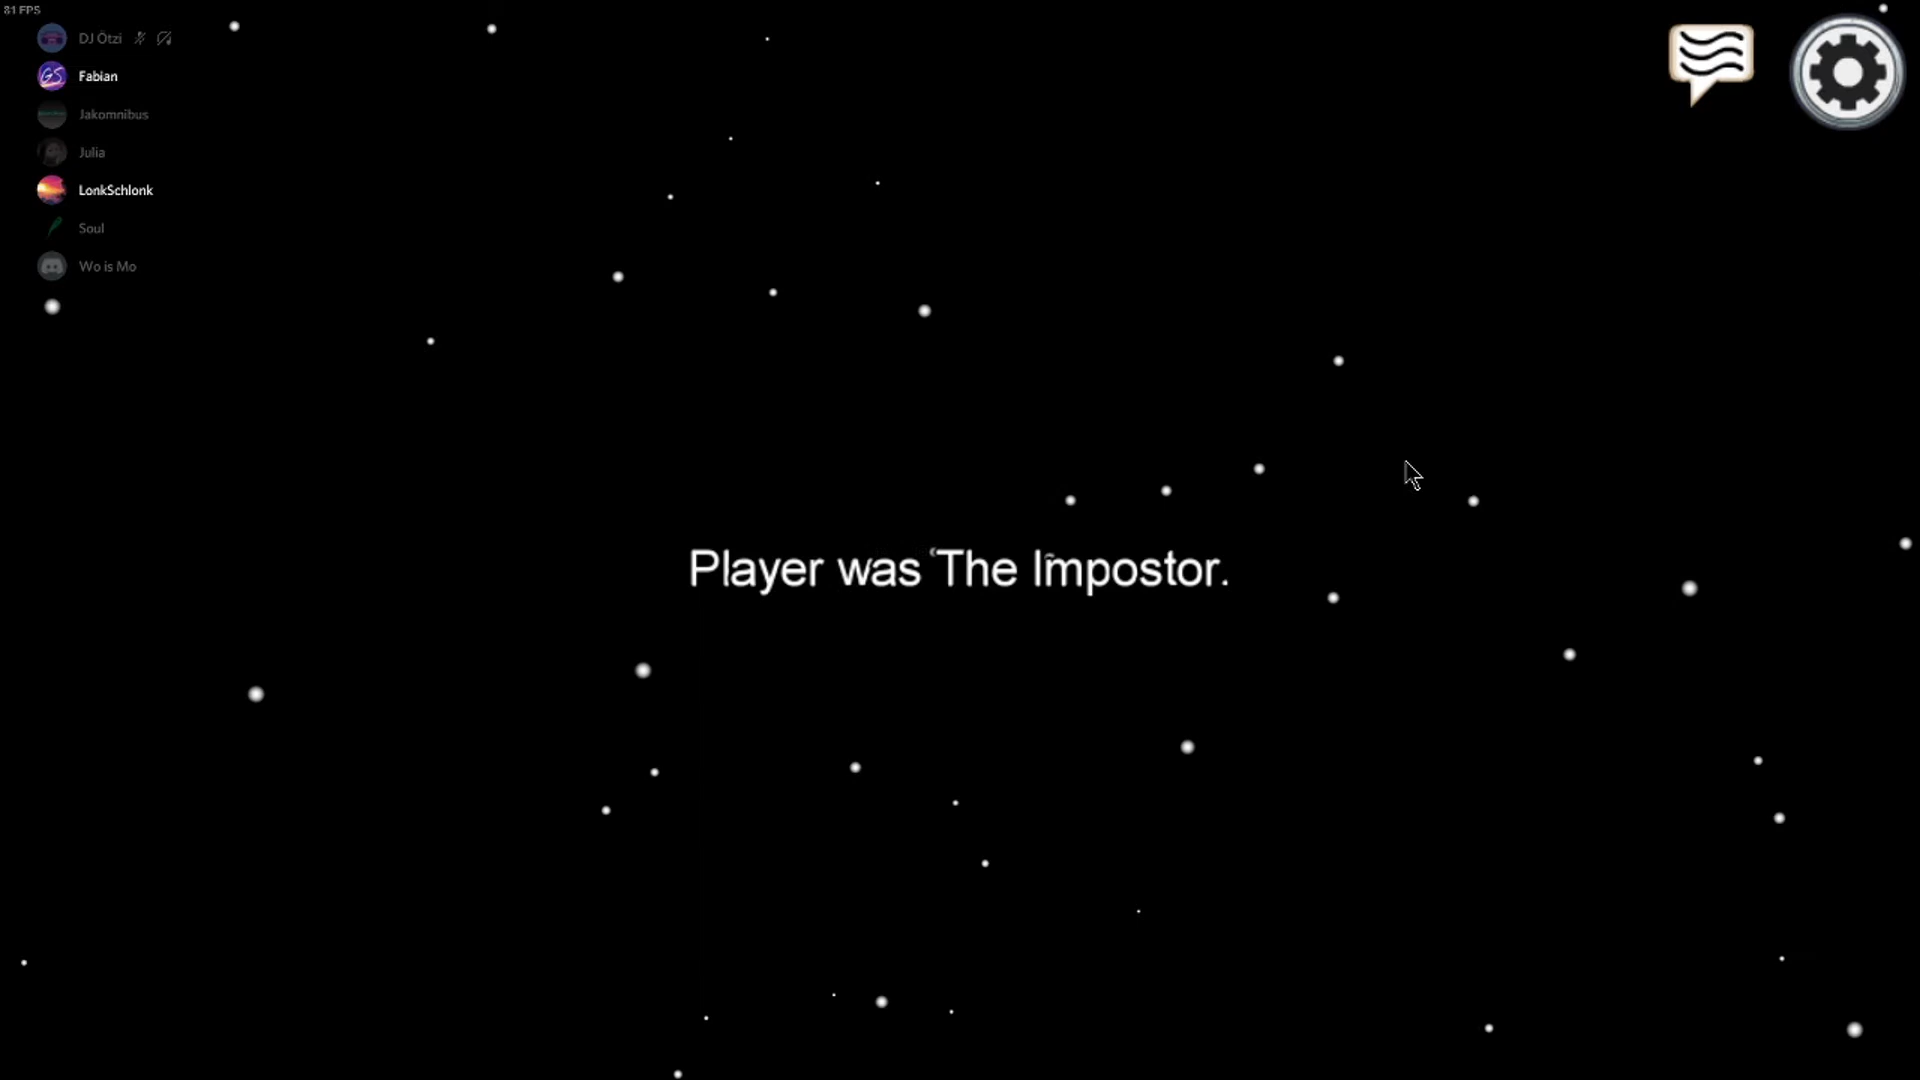 81 FPS
DJ Ötzi
Fabian
Jakomnibus
Julia
LonkSchlonk
Soul
Wo is Mo
Player was The Impostor.